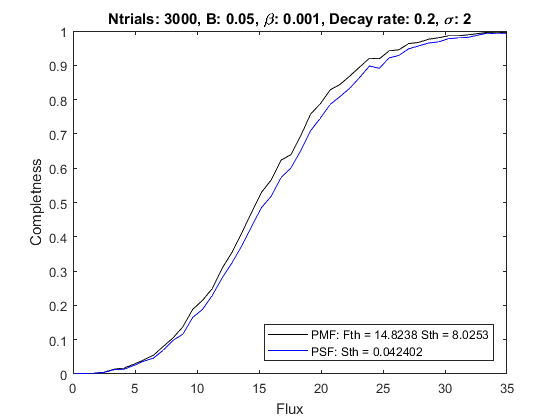 Ntrials: 3000, B: 0.05, β: 0.001, Decay rate: 0.2, σ: 2
1
0.9
0.8
0.7
0.6
0.5
0.4
0.3
0.2
0.1
0
Completness
PMF: Fth = 14.8238 Sth = 8.0253
PSF: Sth = 0.042402
0 5 10 15 20 25 30 35
Flux